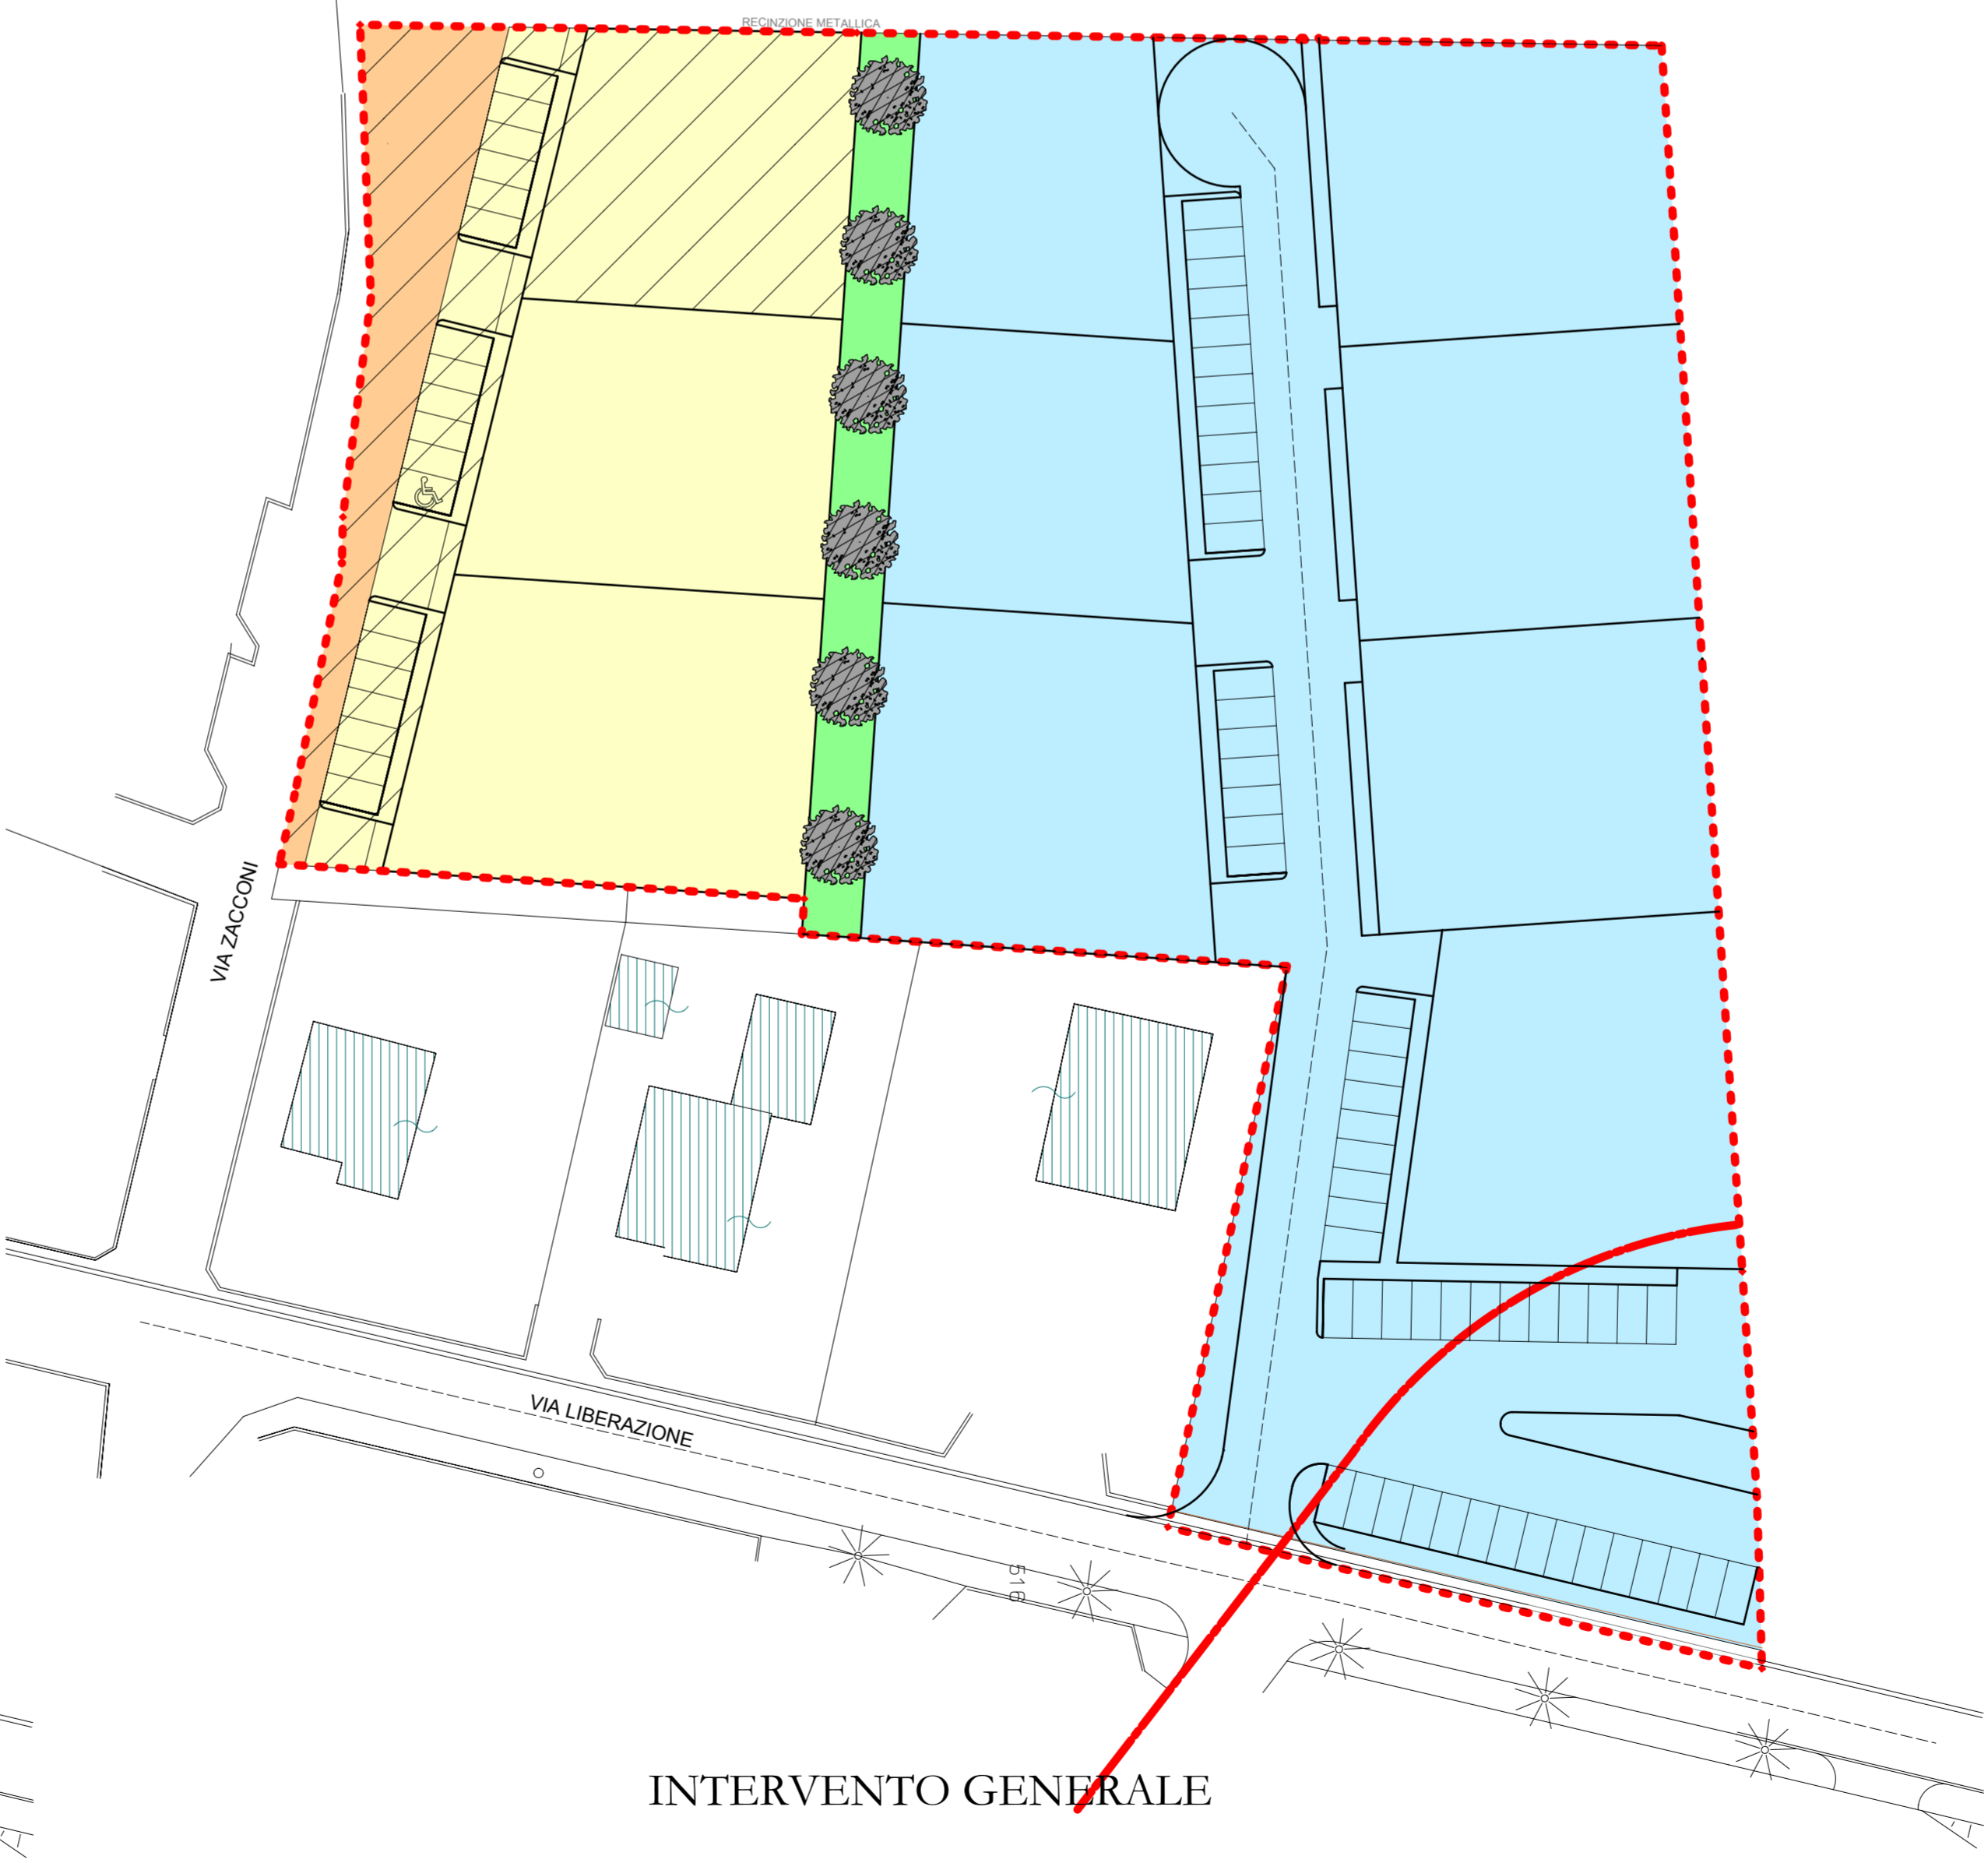 RECINZIONE METALLICA
VIA ZACCONI
VIA LIBERAZIONE
516
INTERVENTO GENERALE